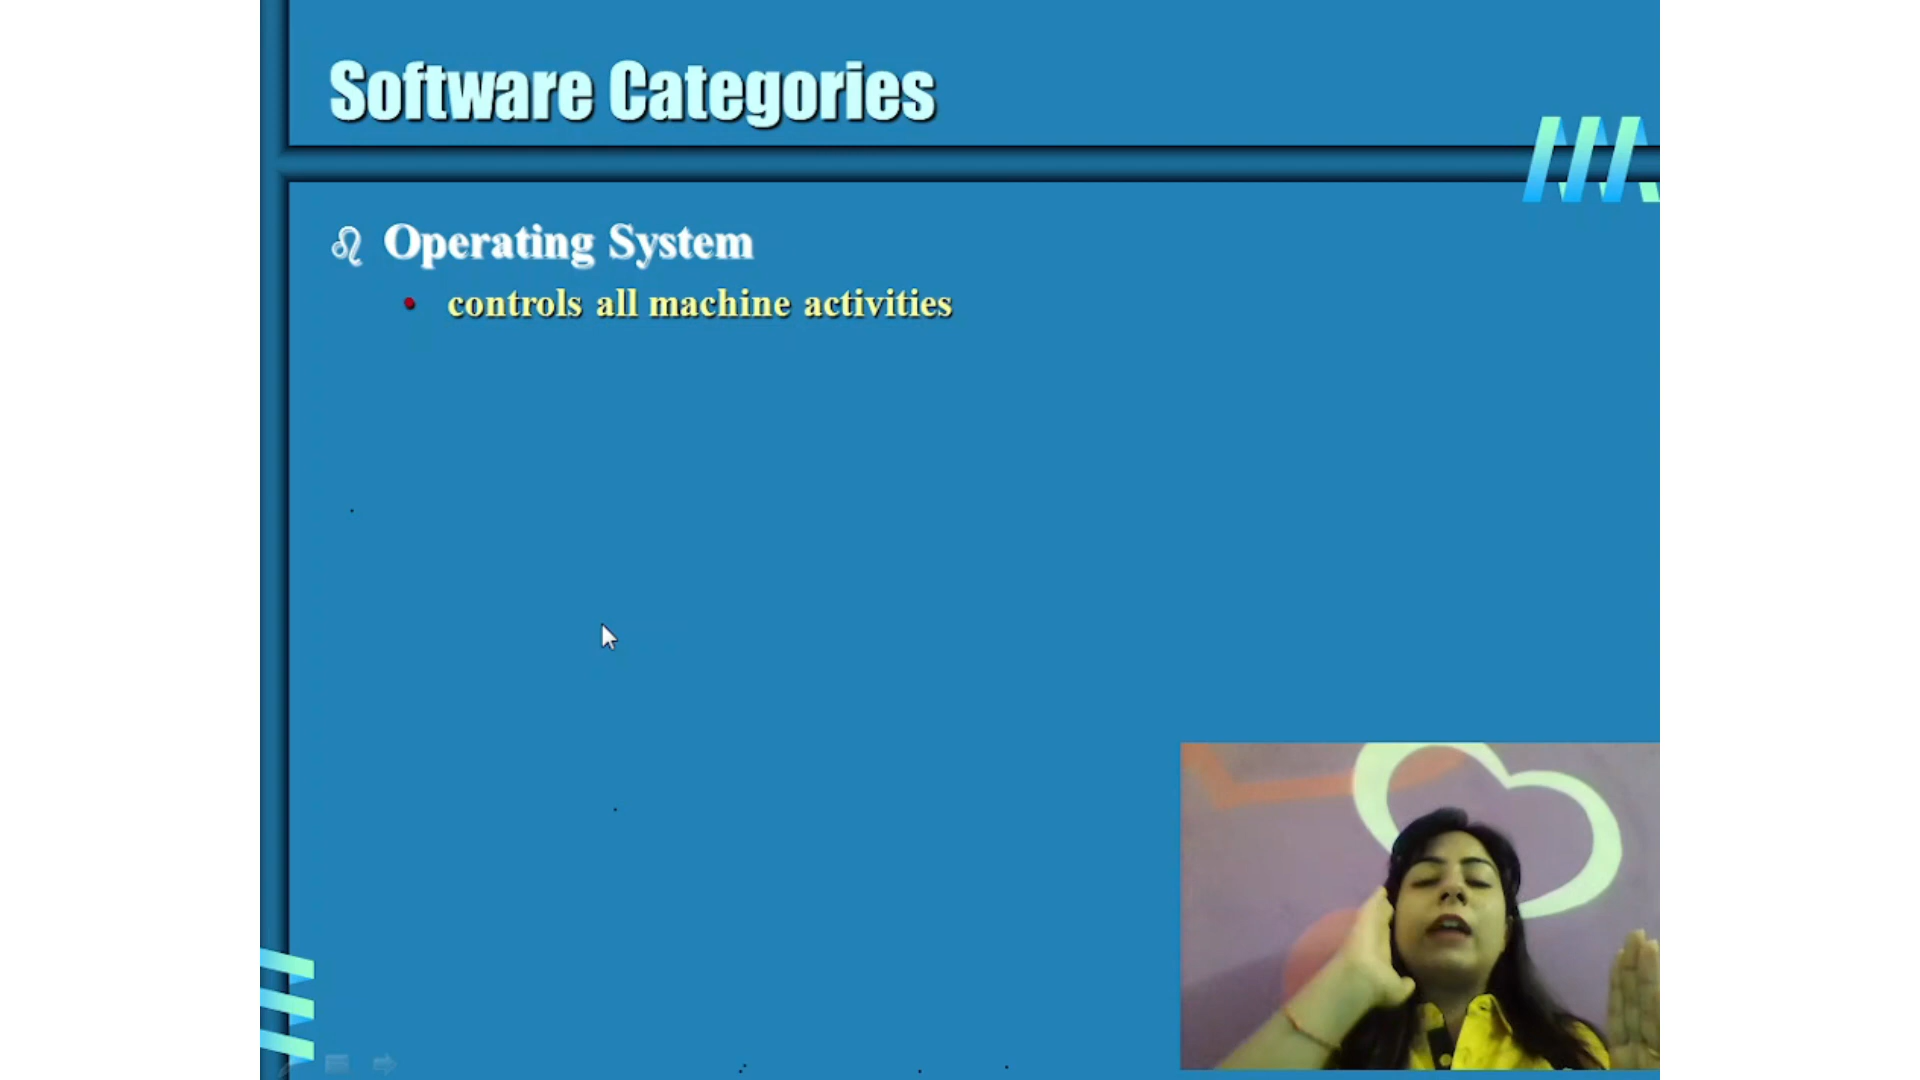 Software Categories
Operating System
• controls all machine activities